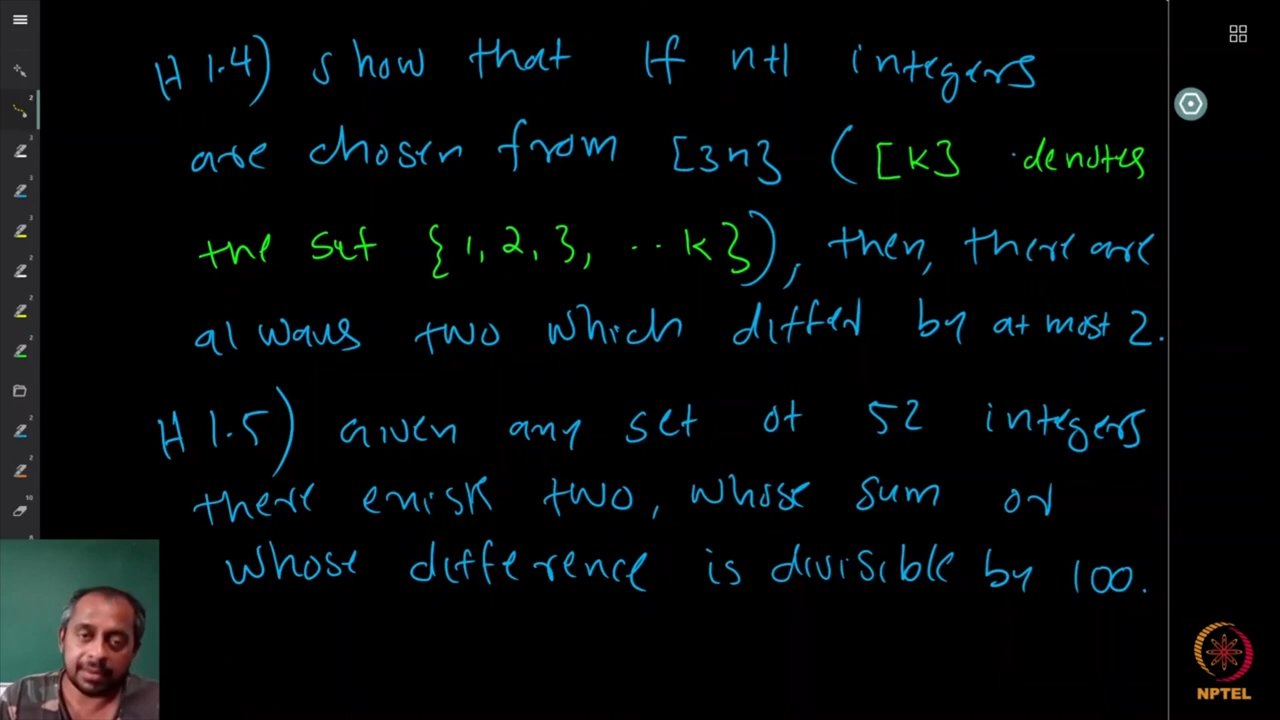 H 1.4) show that If n+1 integers
are chosen from [3n] ( [k] denotes
the set {1, 2, 3, ... k} ), then, there are
always two which differ by at most 2.
H 1.5) Given any set of 52 integers
there exist two, whose sum or
whose difference is divisible by 100.
NPTEL